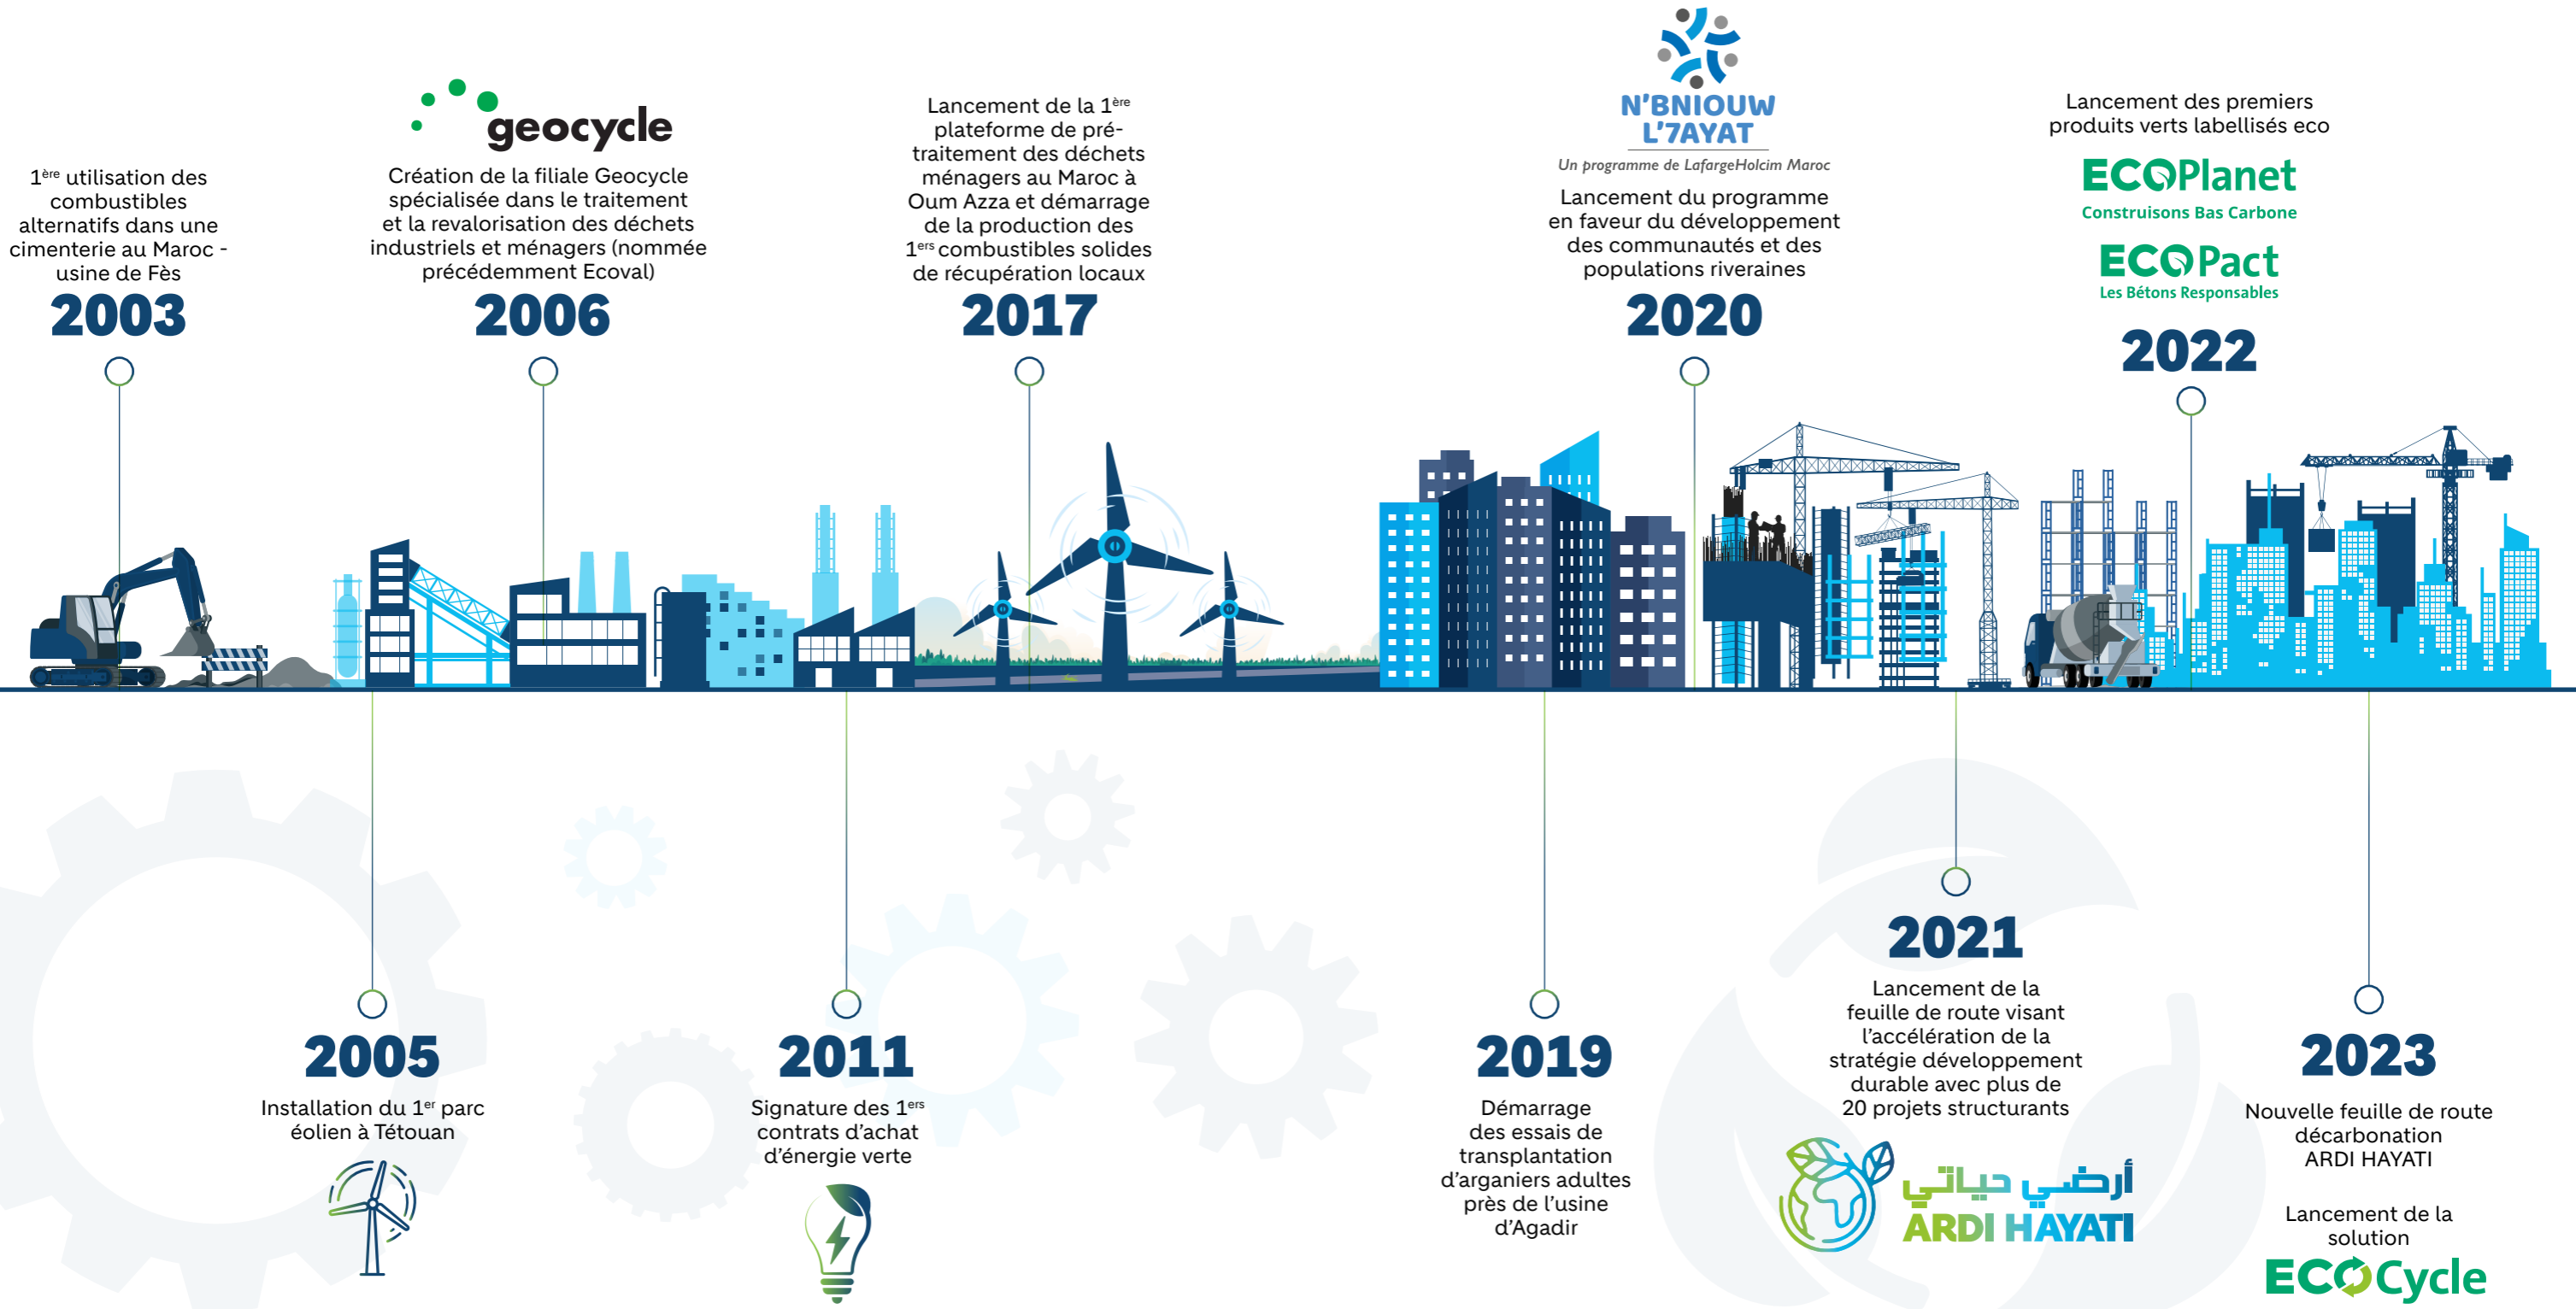 1ère utilisation des
combustibles
alternatifs dans une
cimenterie au Maroc -
usine de Fès
2003
geocycle
Création de la filiale Geocycle
spécialisée dans le traitement
et la revalorisation des déchets
industriels et ménagers (nommée
précédemment Ecoval)
2006
Lancement de la 1ère
plateforme de pré-
traitement des déchets
ménagers au Maroc à
Oum Azza et démarrage
de la production des
1ers combustibles solides
de récupération locaux
2017
N'BNIOUW
L'7AYAT
Un programme de LafargeHolcim Maroc
Lancement du programme
en faveur du développement
des communautés et des
populations riveraines
2020
Lancement des premiers
produits verts labellisés eco
ECOPlanet
Construisons Bas Carbone
ECOPact
Les Bétons Responsables
2022
2005
Installation du 1er parc
éolien à Tétouan
2011
Signature des 1ers
contrats d'achat
d'énergie verte
2019
Démarrage
des essais de
transplantation
d'arganiers adultes
près de l'usine
d'Agadir
2021
Lancement de la
feuille de route visant
l'accélération de la
stratégie développement
durable avec plus de
20 projets structurants
أرضي حياتي
ARDI HAYATI
2023
Nouvelle feuille de route
décarbonation
ARDI HAYATI
Lancement de la
solution
ECOCycle